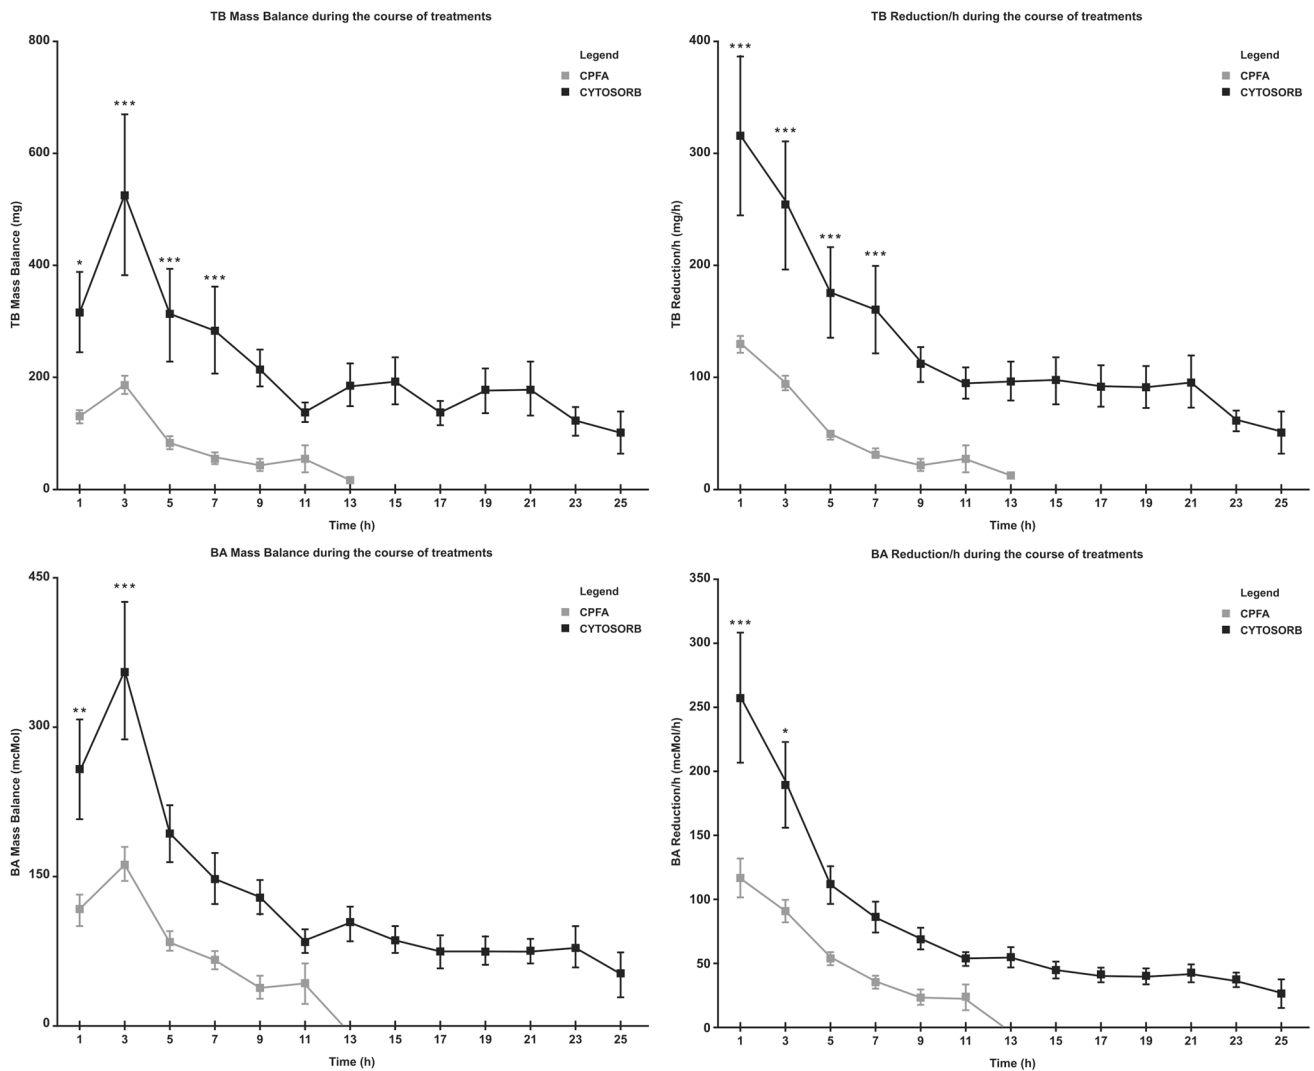 TB Mass Balance during the course of treatments
800
600
400
200
0
TB Mass Balance (mg)
Legend
CPFA
CYTOSORB
*
***
***
***
1 3 5 7 9 11 13 15 17 19 21 23 25
Time (h)
TB Reduction/h during the course of treatments
400
300
200
100
0
TB Reduction/h (mg/h)
Legend
CPFA
CYTOSORB
***
***
***
***
1 3 5 7 9 11 13 15 17 19 21 23 25
Time (h)
BA Mass Balance during the course of treatments
450
300
150
0
BA Mass Balance (mcMol)
Legend
CPFA
CYTOSORB
**
***
1 3 5 7 9 11 13 15 17 19 21 23 25
Time (h)
BA Reduction/h during the course of treatments
350
300
250
200
150
100
50
0
BA Reduction/h (mcMol/h)
Legend
CPFA
CYTOSORB
***
*
1 3 5 7 9 11 13 15 17 19 21 23 25
Time (h)